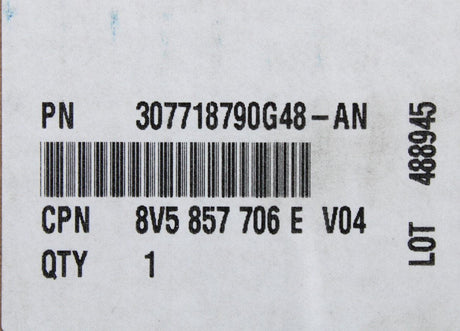 PN 307718790G48-AN
CPN 8V5 857 706 E V04
QTY 1
LOT 488945